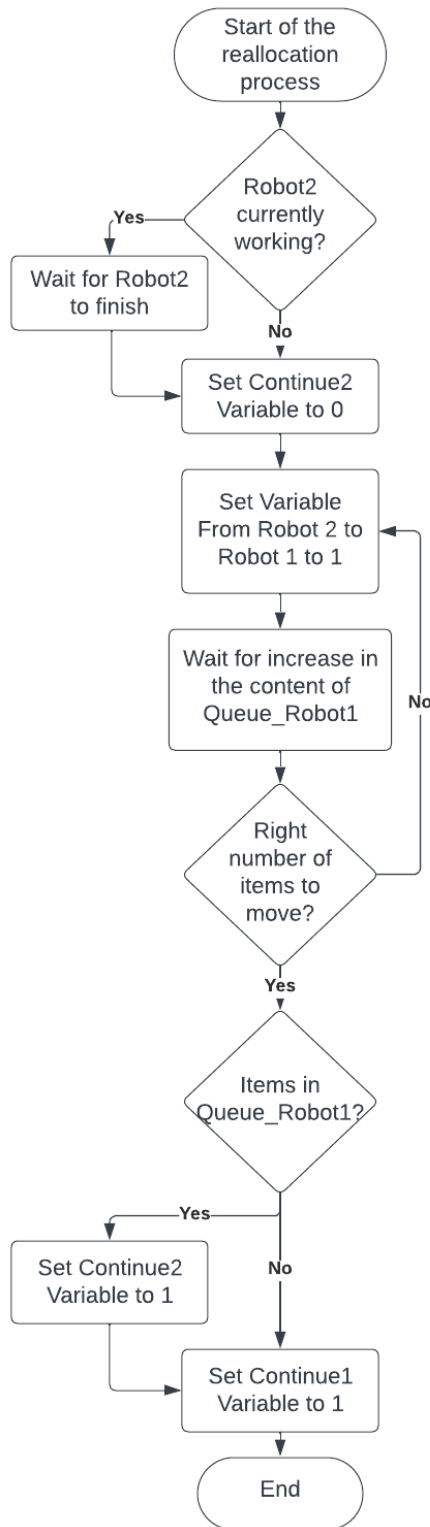 Start of the
reallocation
process
Robot2
currently
working?
Yes
Wait for Robot2
to finish
No
Set Continue2
Variable to 0
Set Variable
From Robot 2 to
Robot 1 to 1
Wait for increase in
the content of
Queue_Robot1
No
Right
number of
items to
move?
Yes
Items in
Queue_Robot1?
Yes
Set Continue2
Variable to 1
No
Set Continue1
Variable to 1
End